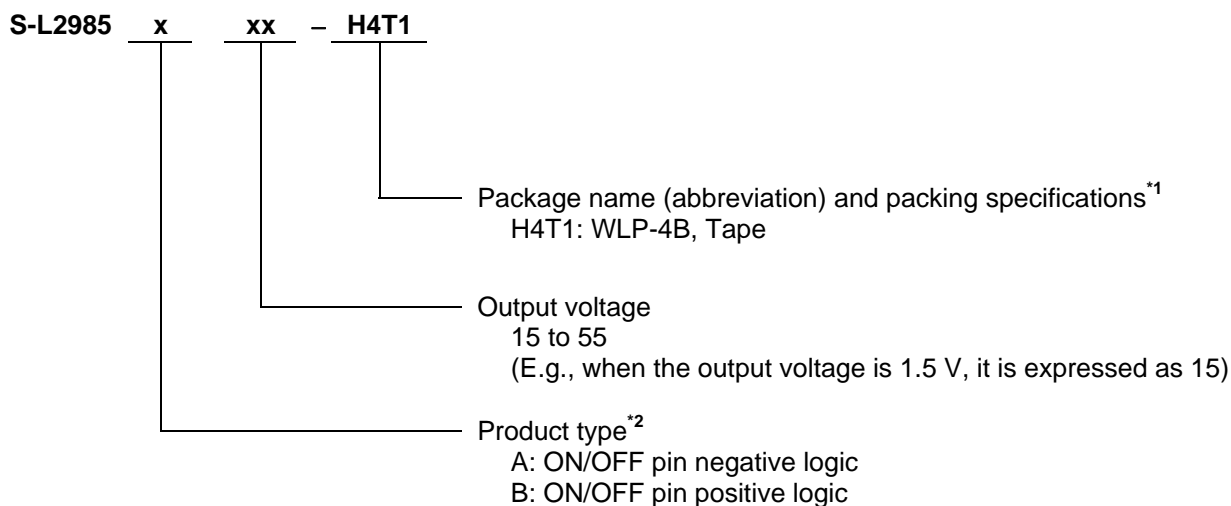 S-L2985 x xx – H4T1
Package name (abbreviation) and packing specifications*1
H4T1: WLP-4B, Tape
Output voltage
15 to 55
(E.g., when the output voltage is 1.5 V, it is expressed as 15)
Product type*2
A: ON/OFF pin negative logic
B: ON/OFF pin positive logic